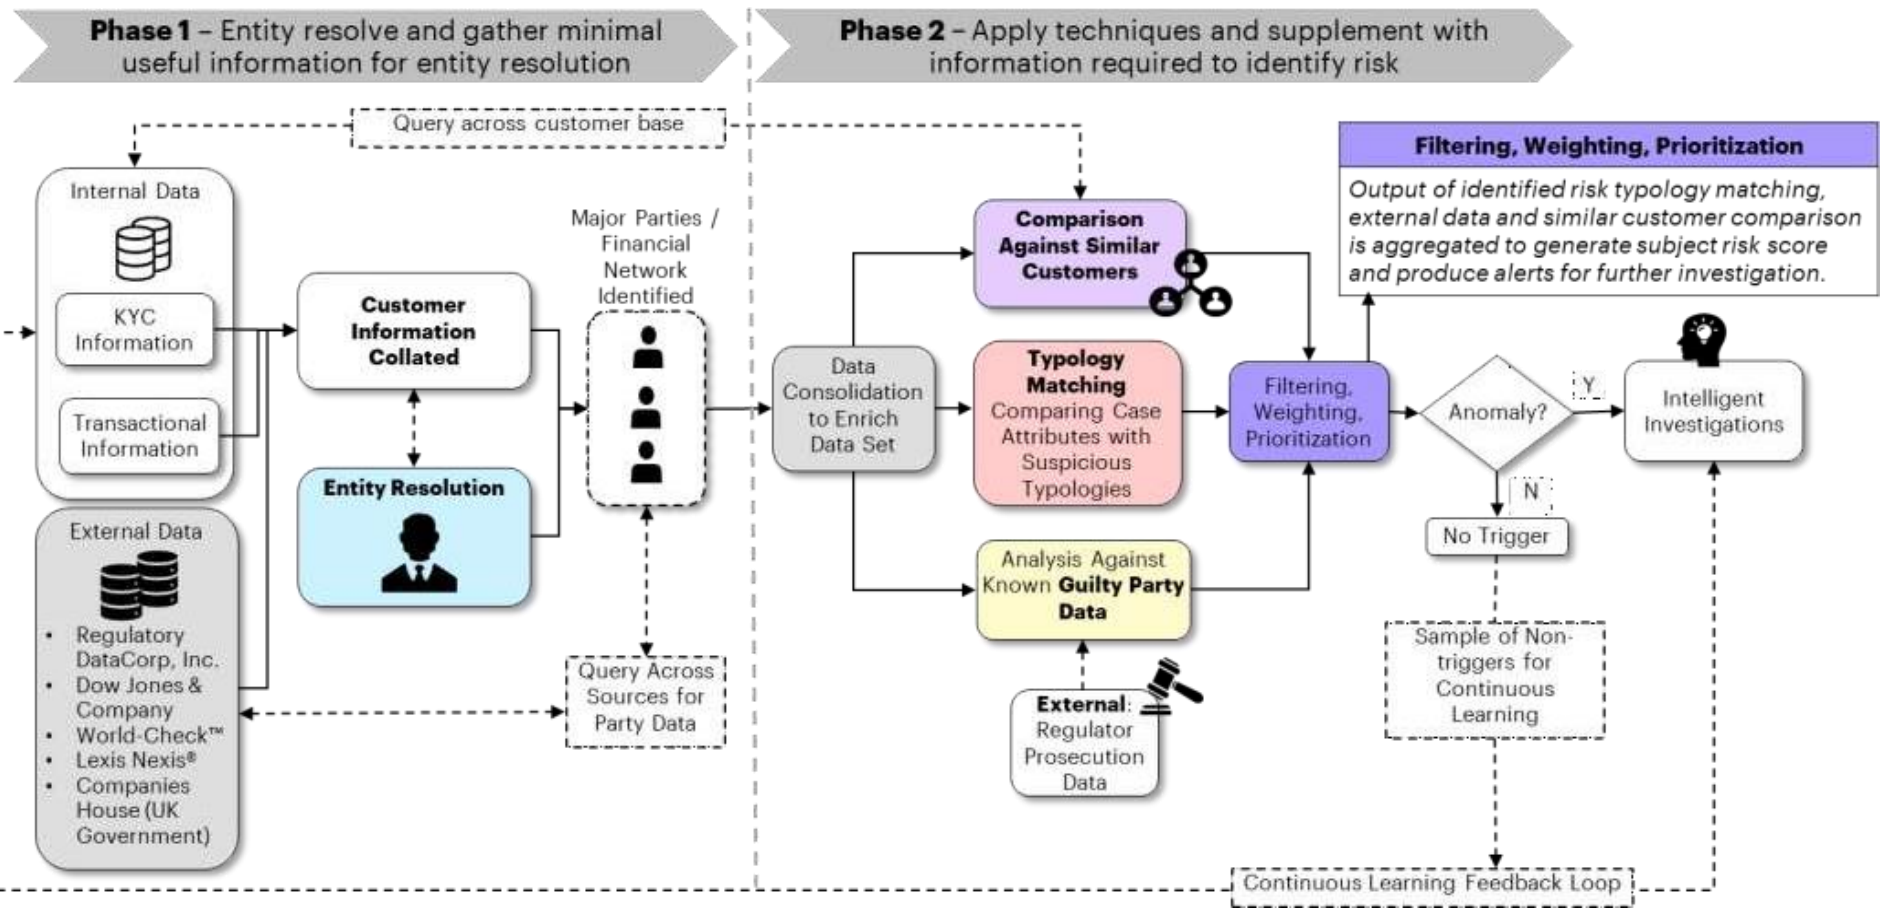 Phase 1 – Entity resolve and gather minimal
useful information for entity resolution
Phase 2 – Apply techniques and supplement with
information required to identify risk
Query across customer base
Internal Data
KYC
Information
Transactional
Information
External Data
• Regulatory
DataCorp, Inc.
• Dow Jones &
Company
• World-Check™
• Lexis Nexis®
• Companies
House (UK
Government)
Customer
Information
Collated
Entity Resolution
Major Parties /
Financial
Network
Identified
Query Across
Sources for
Party Data
Data
Consolidation
to Enrich
Data Set
Comparison
Against Similar
Customers
Typology
Matching
Comparing Case
Attributes with
Suspicious
Typologies
Analysis Against
Known Guilty Party
Data
External:
Regulator
Prosecution
Data
Filtering,
Weighting,
Prioritization
Filtering, Weighting, Prioritization
Output of identified risk typology matching,
external data and similar customer comparison
is aggregated to generate subject risk score
and produce alerts for further investigation.
Anomaly?
Y
Intelligent
Investigations
N
No Trigger
Sample of Non-
triggers for
Continuous
Learning
Continuous Learning Feedback Loop